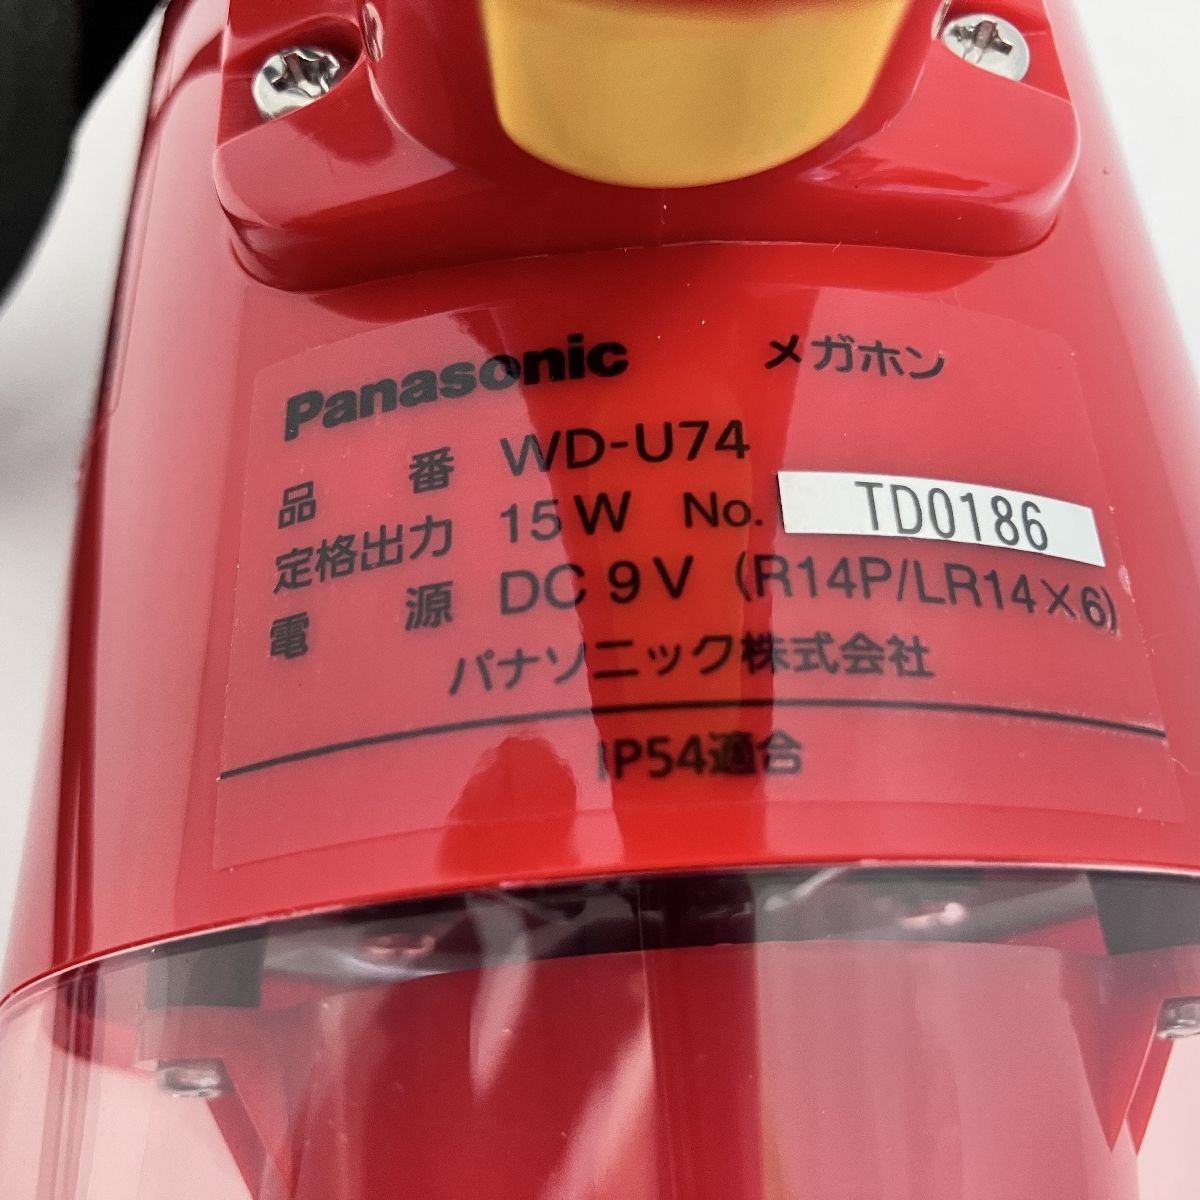 Panasonic メガホン
品番 WD-U74
定格出力 15W No. TD0186
電源 DC 9V (R14P/LR14×6)
パナソニック株式会社
IP54適合